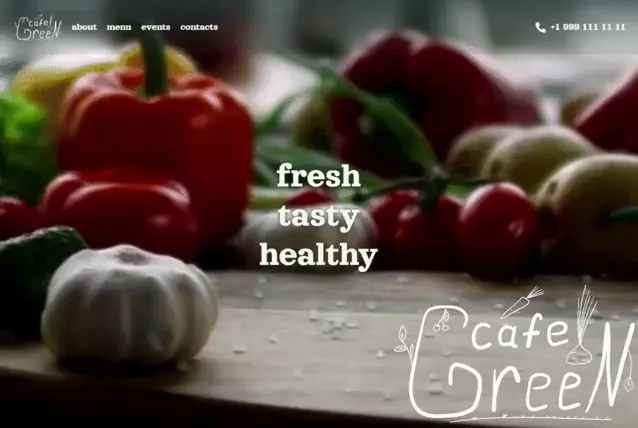 cafe
GreeN
about menu events contacts
+1 999 111 11 11
fresh
tasty
healthy
cafe
GreeN